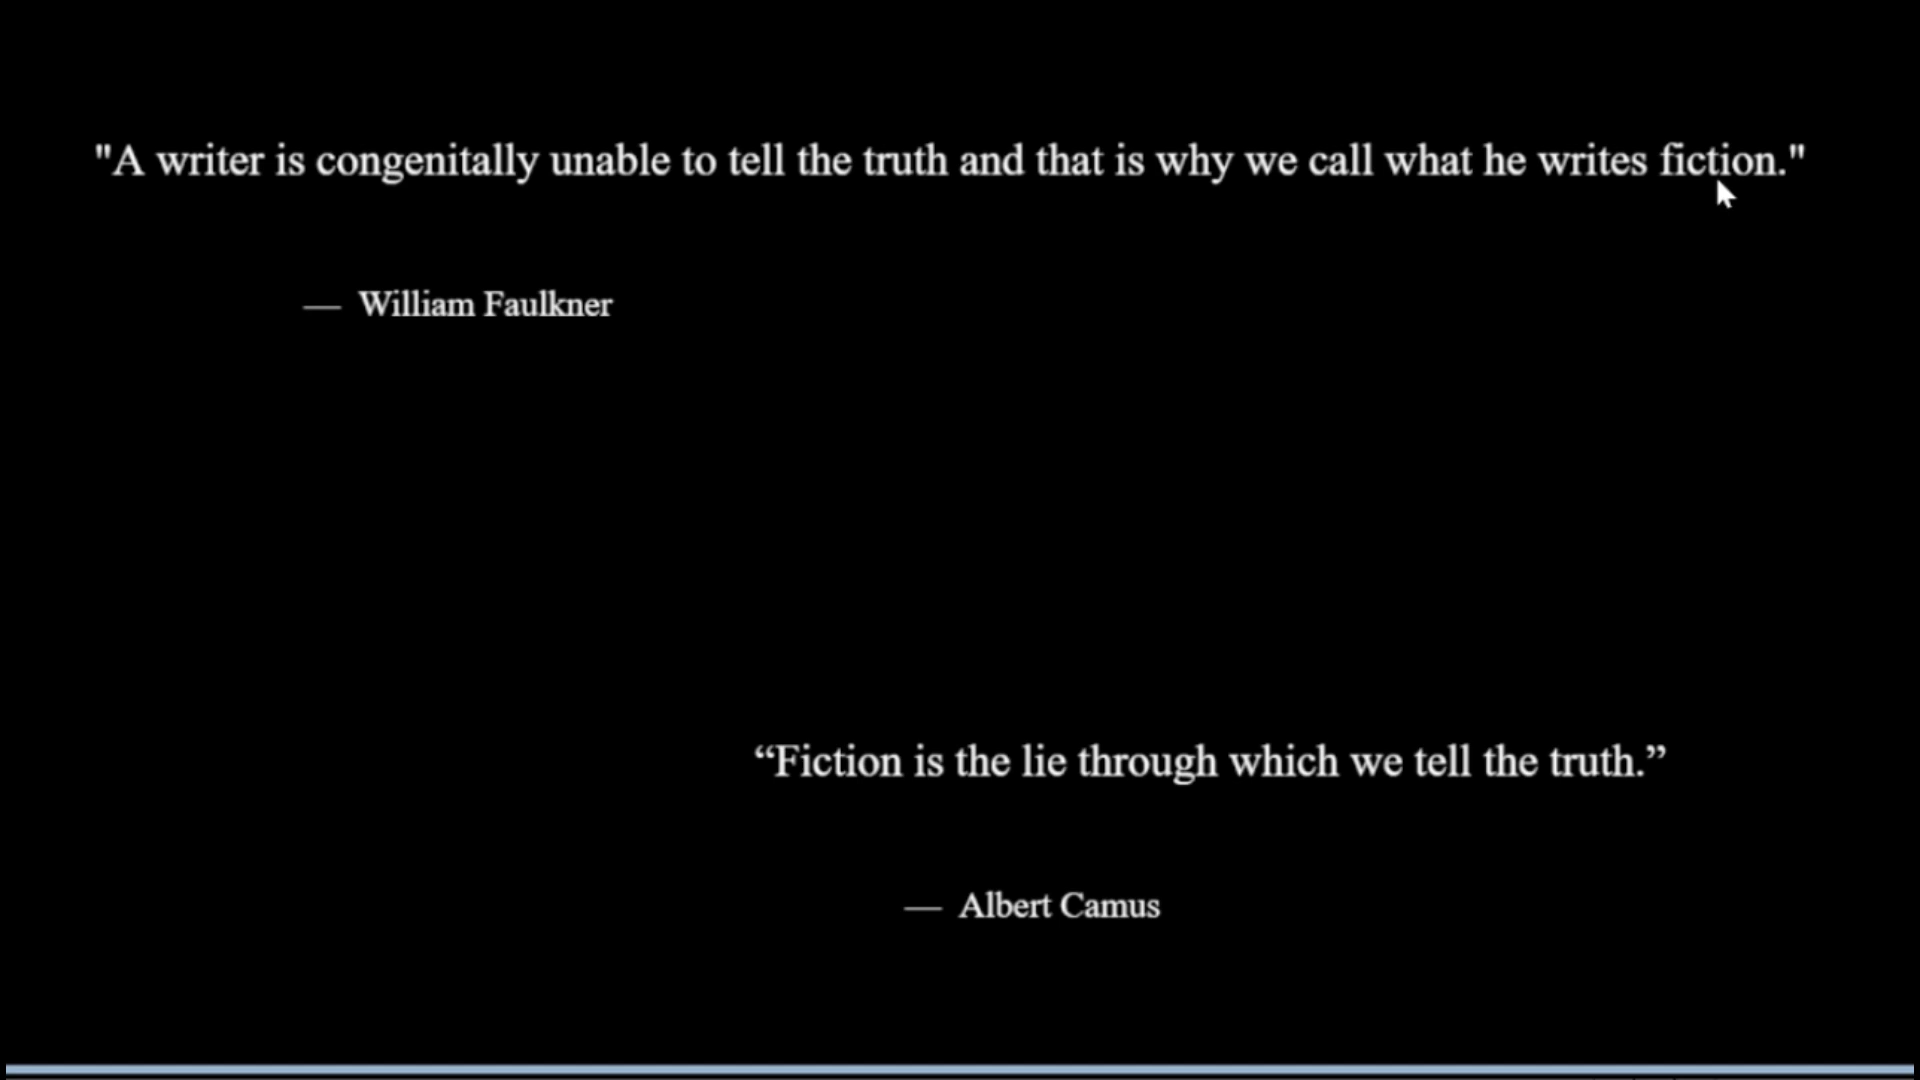 "A writer is congenitally unable to tell the truth and that is why we call what he writes fiction."
— William Faulkner
“Fiction is the lie through which we tell the truth.”
— Albert Camus